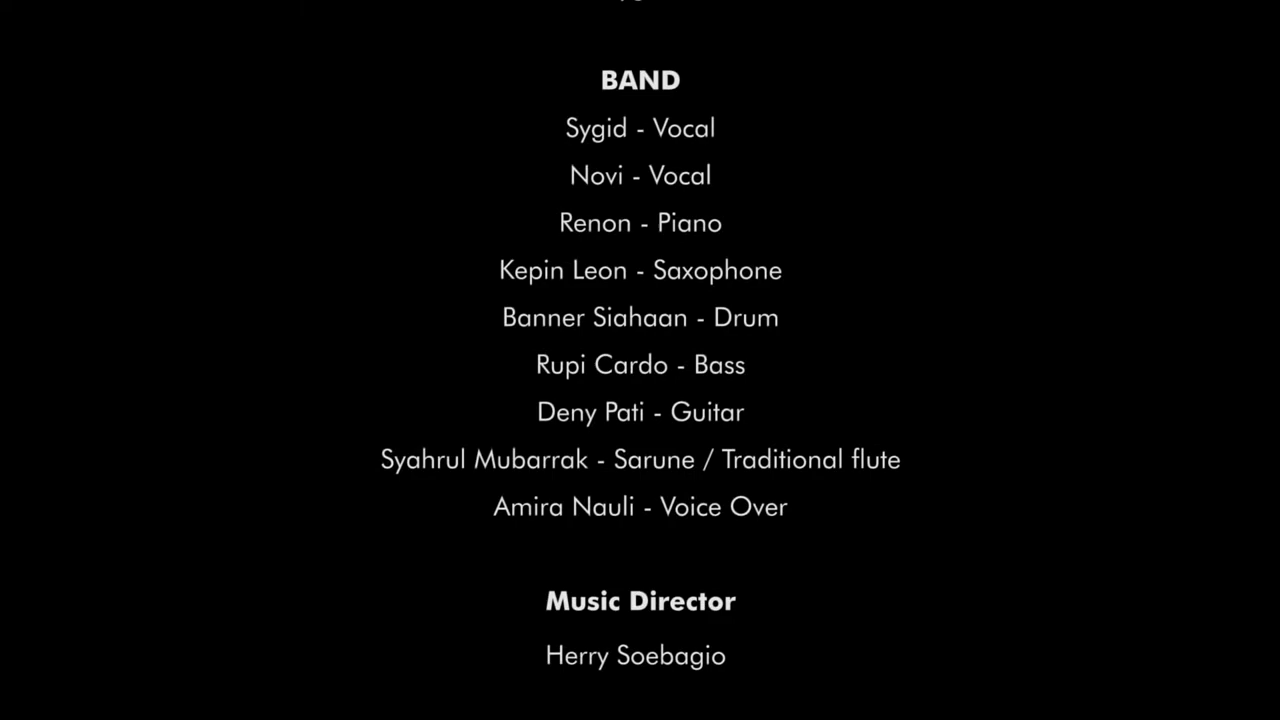 BAND
Sygid - Vocal
Novi - Vocal
Renon - Piano
Kepin Leon - Saxophone
Banner Siahaan - Drum
Rupi Cardo - Bass
Deny Pati - Guitar
Syahrul Mubarrak - Sarune / Traditional flute
Amira Nauli - Voice Over
Music Director
Herry Soebagio